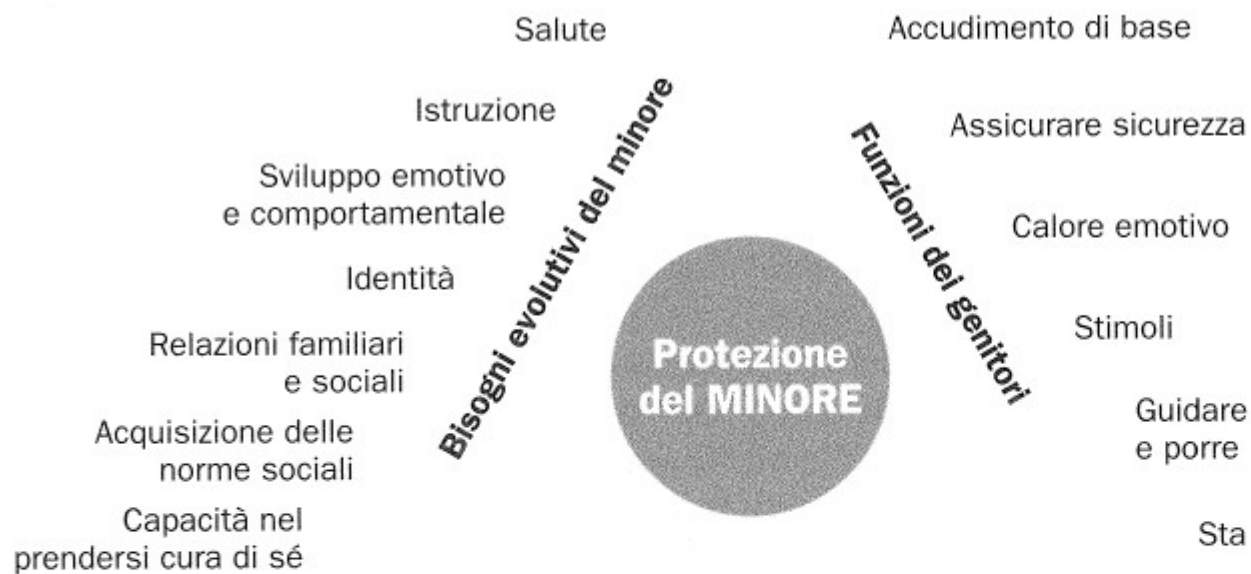 Salute
Istruzione
Sviluppo emotivo
e comportamentale
Identità
Relazioni familiari
e sociali
Acquisizione delle
norme sociali
Capacità nel
prendersi cura di sé
Bisogni evolutivi del minore
Protezione
del MINORE
Funzioni dei genitori
Accudimento di base
Assicurare sicurezza
Calore emotivo
Stimoli
Guidare
e porre
Sta